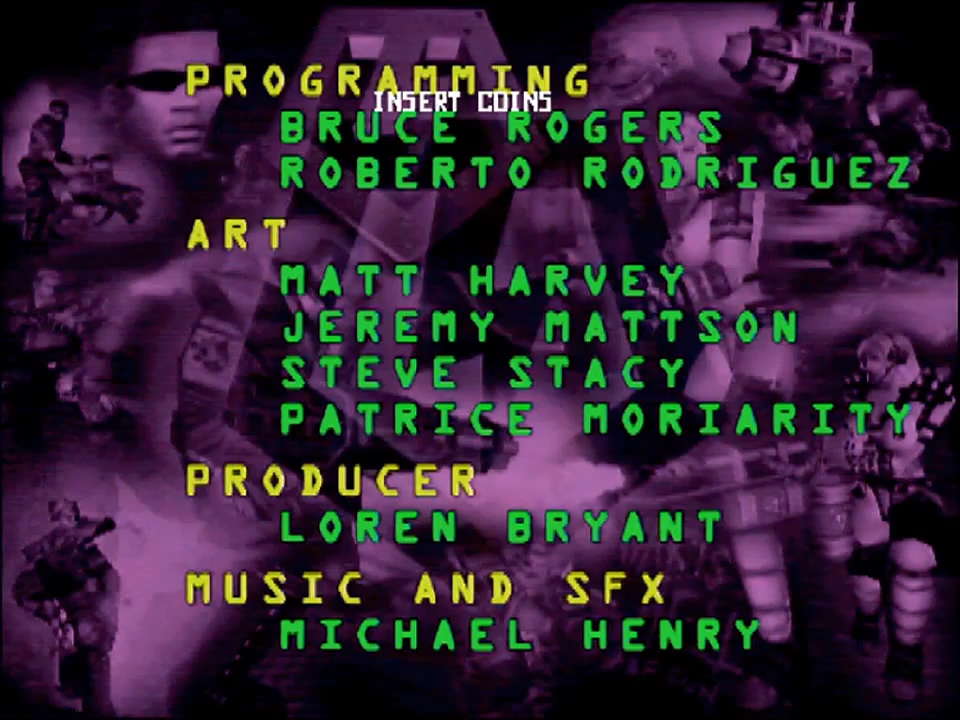 PROGRAMMING
INSERT COINS
BRUCE ROGERS
ROBERTO RODRIGUEZ
ART
MATT HARVEY
JEREMY MATTSON
STEVE STACY
PATRICE MORIARITY
PRODUCER
LOREN BRYANT
MUSIC AND SFX
MICHAEL HENRY